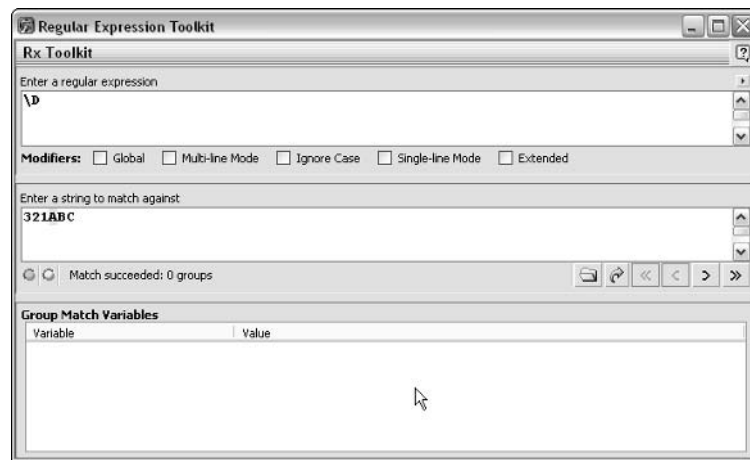 Regular Expression Toolkit
Rx Toolkit
Enter a regular expression
\D
Modifiers: Global Multi-line Mode Ignore Case Single-line Mode Extended
Enter a string to match against
321ABC
Match succeeded: 0 groups
Group Match Variables
Variable Value